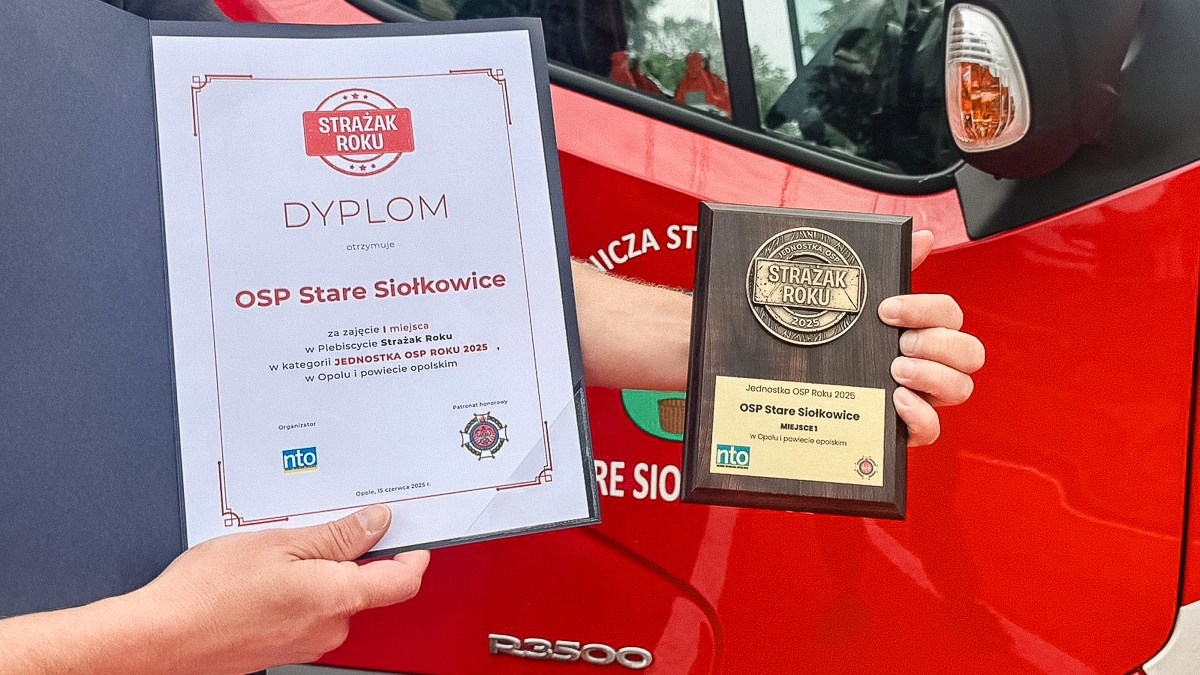 STRAŻAK
ROKU
DYPLOM
otrzymuje
OSP Stare Siołkowice
za zajęcie I miejsca
w Plebiscycie Strażak Roku
w kategorii JEDNOSTKA OSP ROKU 2025 ,
w Opolu i powiecie opolskim
Organizator
Patronat honorowy
nto
Opole, 15 czerwca 2025 r.
NICZA ST
JEDNOSTKA OSP
STRAŻAK
ROKU
2025
Jednostka OSP Roku 2025
OSP Stare Siołkowice
MIEJSCE 1
w Opolu i powiecie opolskim
nto
RE SIO
R3500